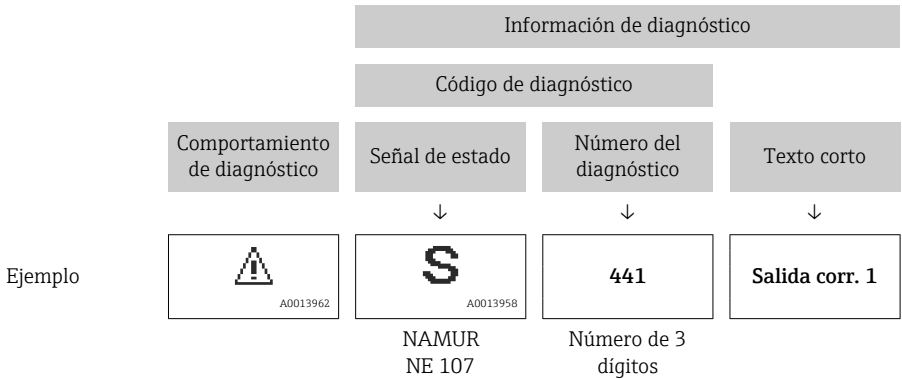 Información de diagnóstico
Código de diagnóstico
Comportamiento
de diagnóstico
Señal de estado
Número del
diagnóstico
Texto corto
↓ ↓ ↓
Ejemplo
A0013962
S
A0013958
441
Salida corr. 1
NAMUR
NE 107
Número de 3
dígitos